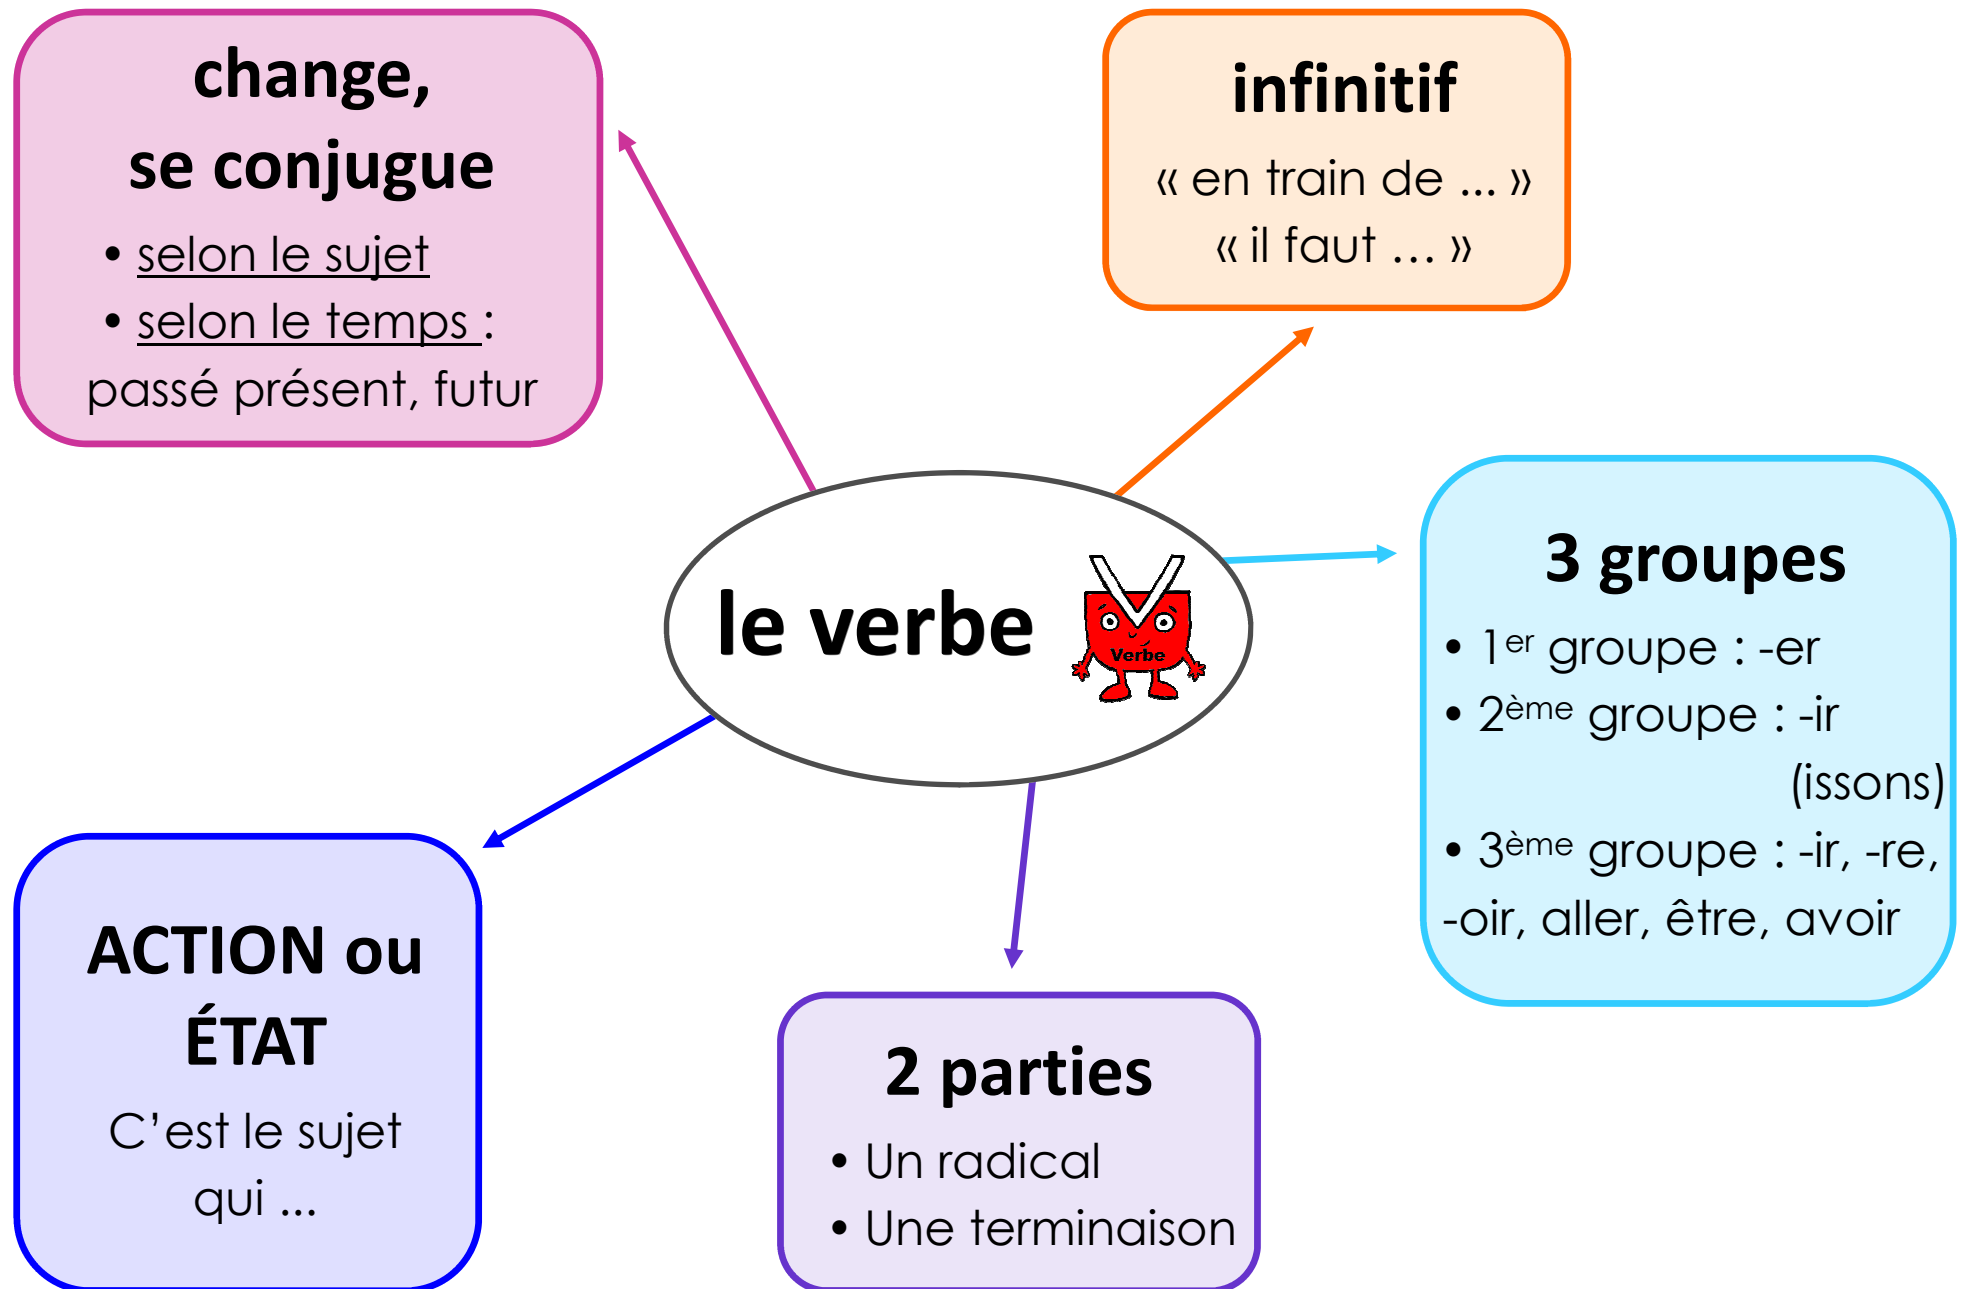 change,
se conjugue
• selon le sujet
• selon le temps :
passé présent, futur
infinitif
« en train de ... »
« il faut … »
le verbe
Verbe
3 groupes
• 1er groupe : -er
• 2ème groupe : -ir
(issons)
• 3ème groupe : -ir, -re,
-oir, aller, être, avoir
ACTION ou
ÉTAT
C’est le sujet
qui ...
2 parties
• Un radical
• Une terminaison